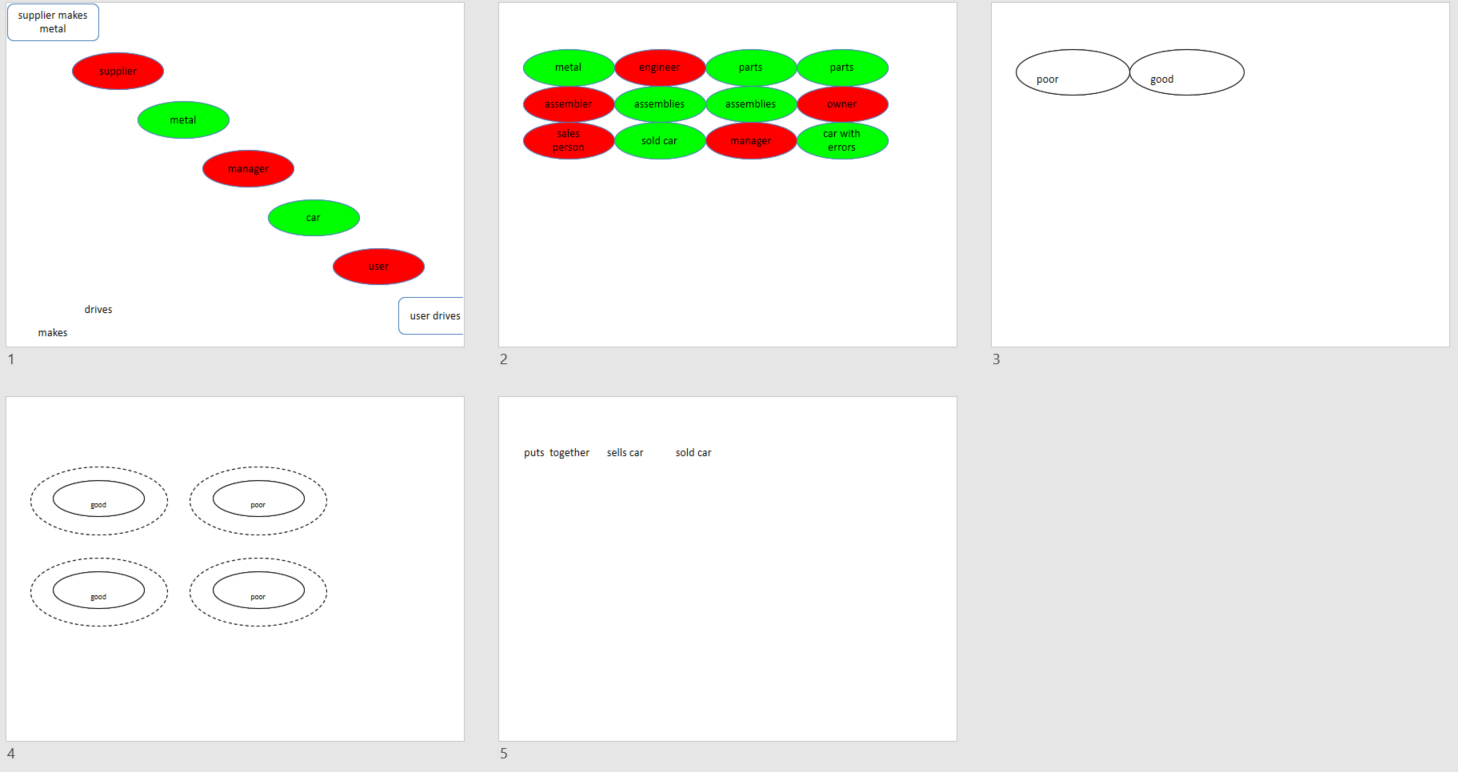 supplier makes
metal
supplier
metal
manager
car
user
drives
user drives
makes
1
metal
engineer
parts
parts
assembier
assemblies
assemblies
owner
sales
person
sold car
manager
car with
errors
2
poor
good
3
good
poor
good
poor
4
puts together
sells car
sold car
5